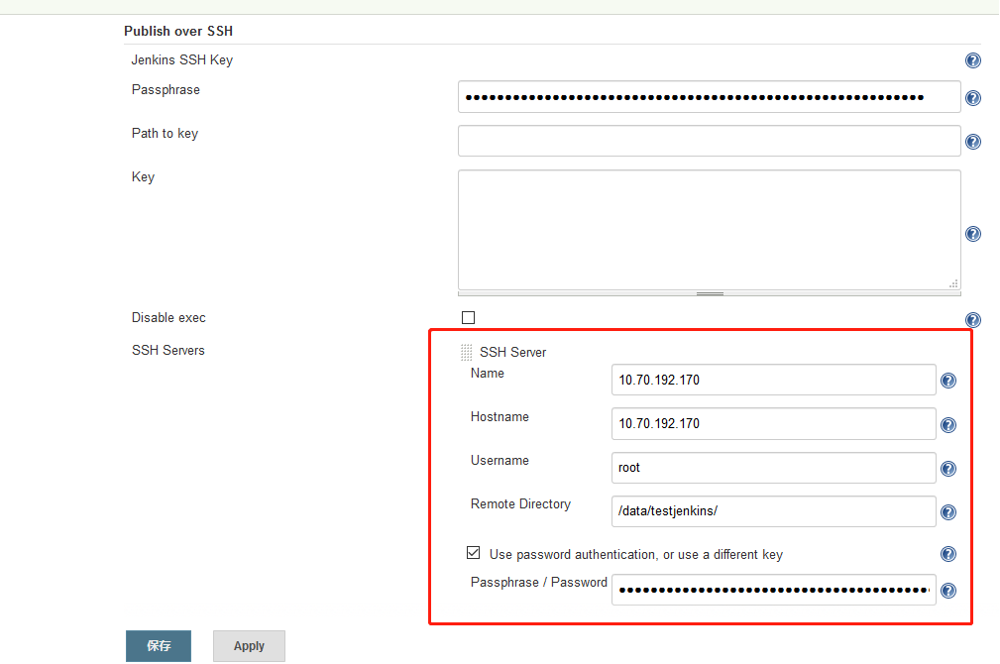 Publish over SSH
Jenkins SSH Key
Passphrase
Path to key
Key
Disable exec
SSH Servers
SSH Server
Name 10.70.192.170
Hostname 10.70.192.170
Username root
Remote Directory /data/testjenkins/
Use password authentication, or use a different key
Passphrase / Password
保存 Apply